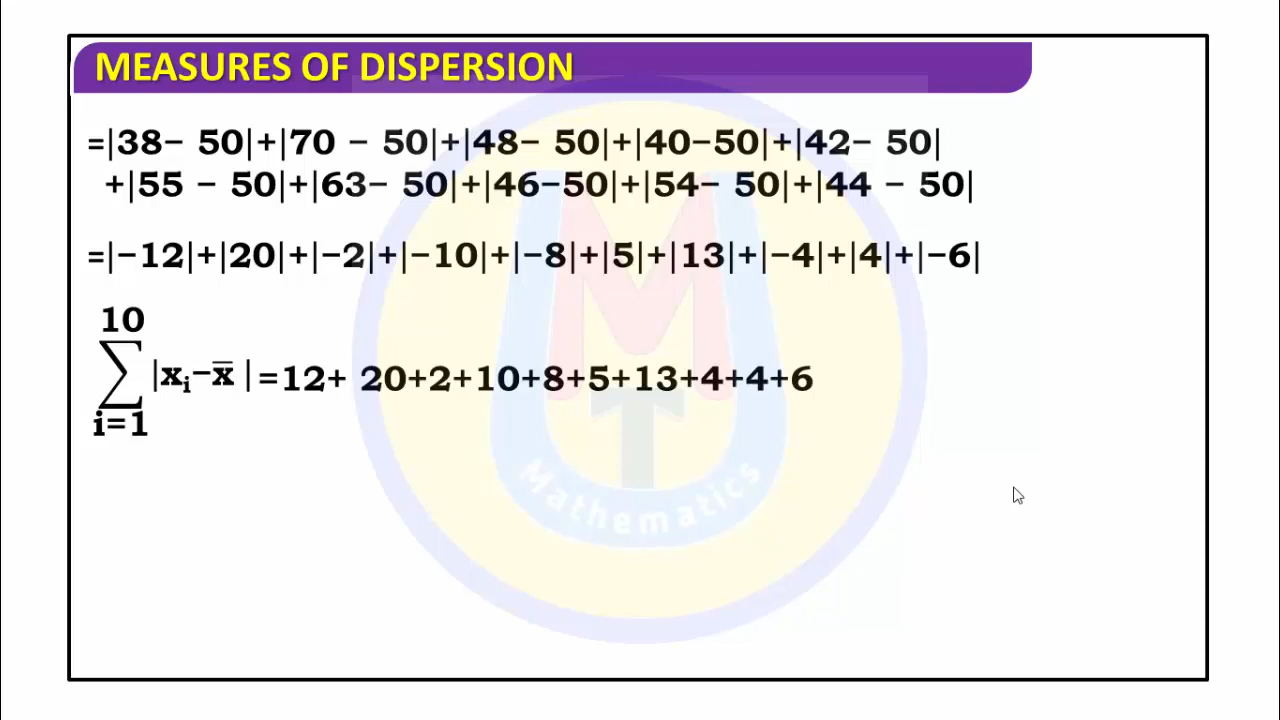 MEASURES OF DISPERSION
=|38− 50|+|70 − 50|+|48− 50|+|40−50|+|42− 50|
+|55 − 50|+|63− 50|+|46−50|+|54− 50|+|44 − 50|
=|−12|+|20|+|−2|+|−10|+|−8|+|5|+|13|+|−4|+|4|+|−6|
10
∑ |xᵢ−x̅ | =12+ 20+2+10+8+5+13+4+4+6
i=1
UMT
Mathematics